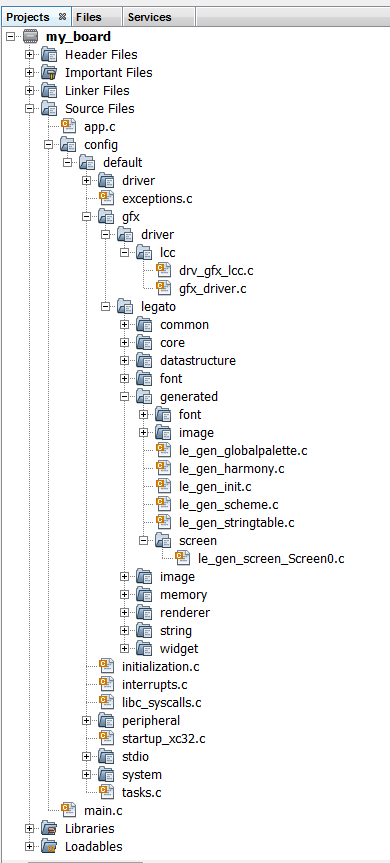 Projects Files Services
my_board
Header Files
Important Files
Linker Files
Source Files
app.c
config
default
driver
exceptions.c
gfx
driver
lcc
drv_gfx_lcc.c
gfx_driver.c
legato
common
core
datastructure
font
generated
font
image
le_gen_globalpalette.c
le_gen_harmony.c
le_gen_init.c
le_gen_scheme.c
le_gen_stringtable.c
screen
le_gen_screen_Screen0.c
image
memory
renderer
string
widget
initialization.c
interrupts.c
libc_syscalls.c
peripheral
startup_xc32.c
stdio
system
tasks.c
main.c
Libraries
Loadables